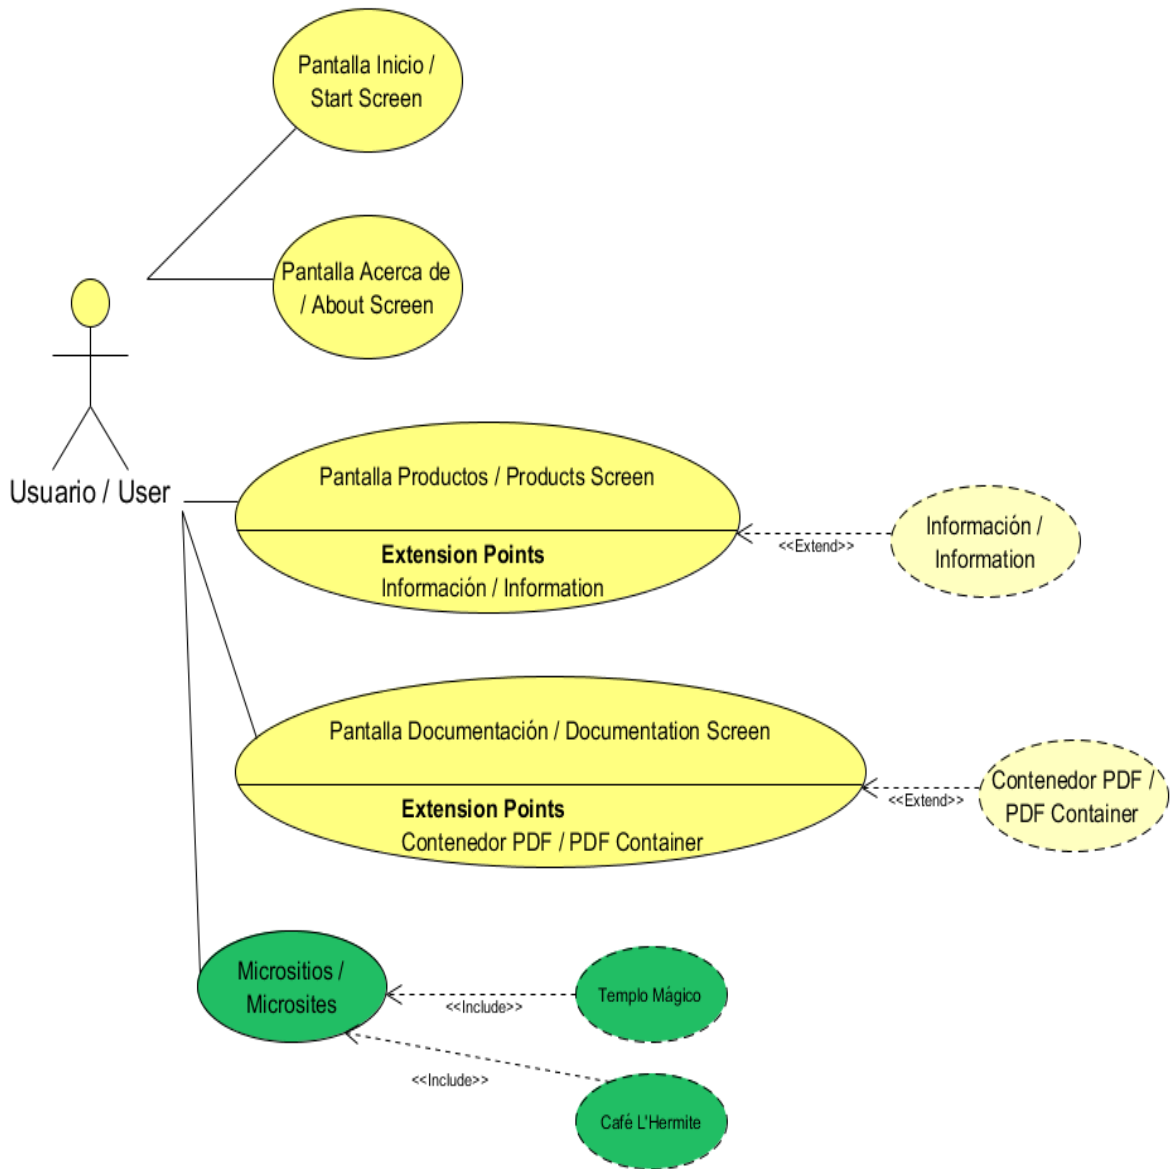 Pantalla Inicio /
Start Screen
Pantalla Acerca de
/ About Screen
Usuario / User
Pantalla Productos / Products Screen
Extension Points
Información / Information
<<Extend>>
Información /
Information
Pantalla Documentación / Documentation Screen
Extension Points
Contenedor PDF / PDF Container
<<Extend>>
Contenedor PDF /
PDF Container
Micrositios /
Microsites
<<Include>>
Templo Mágico
<<Include>>
Café L'Hermite